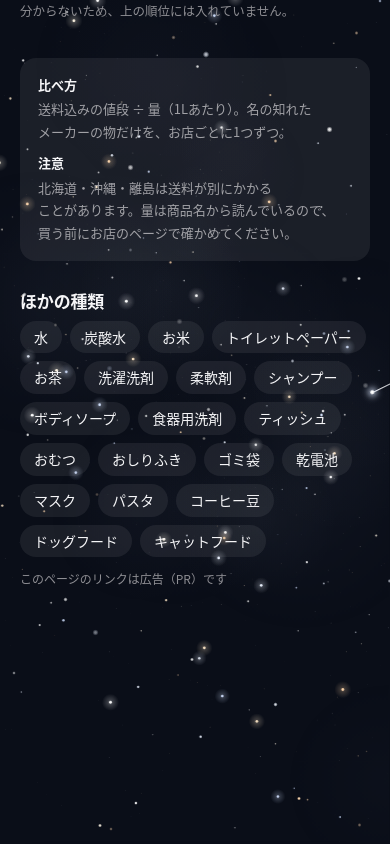 分からないため、上の順位には入れていません。
比べ方
送料込みの値段 ÷ 量（1Lあたり）。名の知れた
メーカーの物だけを、お店ごとに1つずつ。
注意
北海道・沖縄・離島は送料が別にかかる
ことがあります。量は商品名から読んでいるので、
買う前にお店のページで確かめてください。
ほかの種類
水 炭酸水 お米 トイレットペーパー
お茶 洗濯洗剤 柔軟剤 シャンプー
ボディソープ 食器用洗剤 ティッシュ
おむつ おしりふき ゴミ袋 乾電池
マスク パスタ コーヒー豆
ドッグフード キャットフード
このページのリンクは広告（PR）です